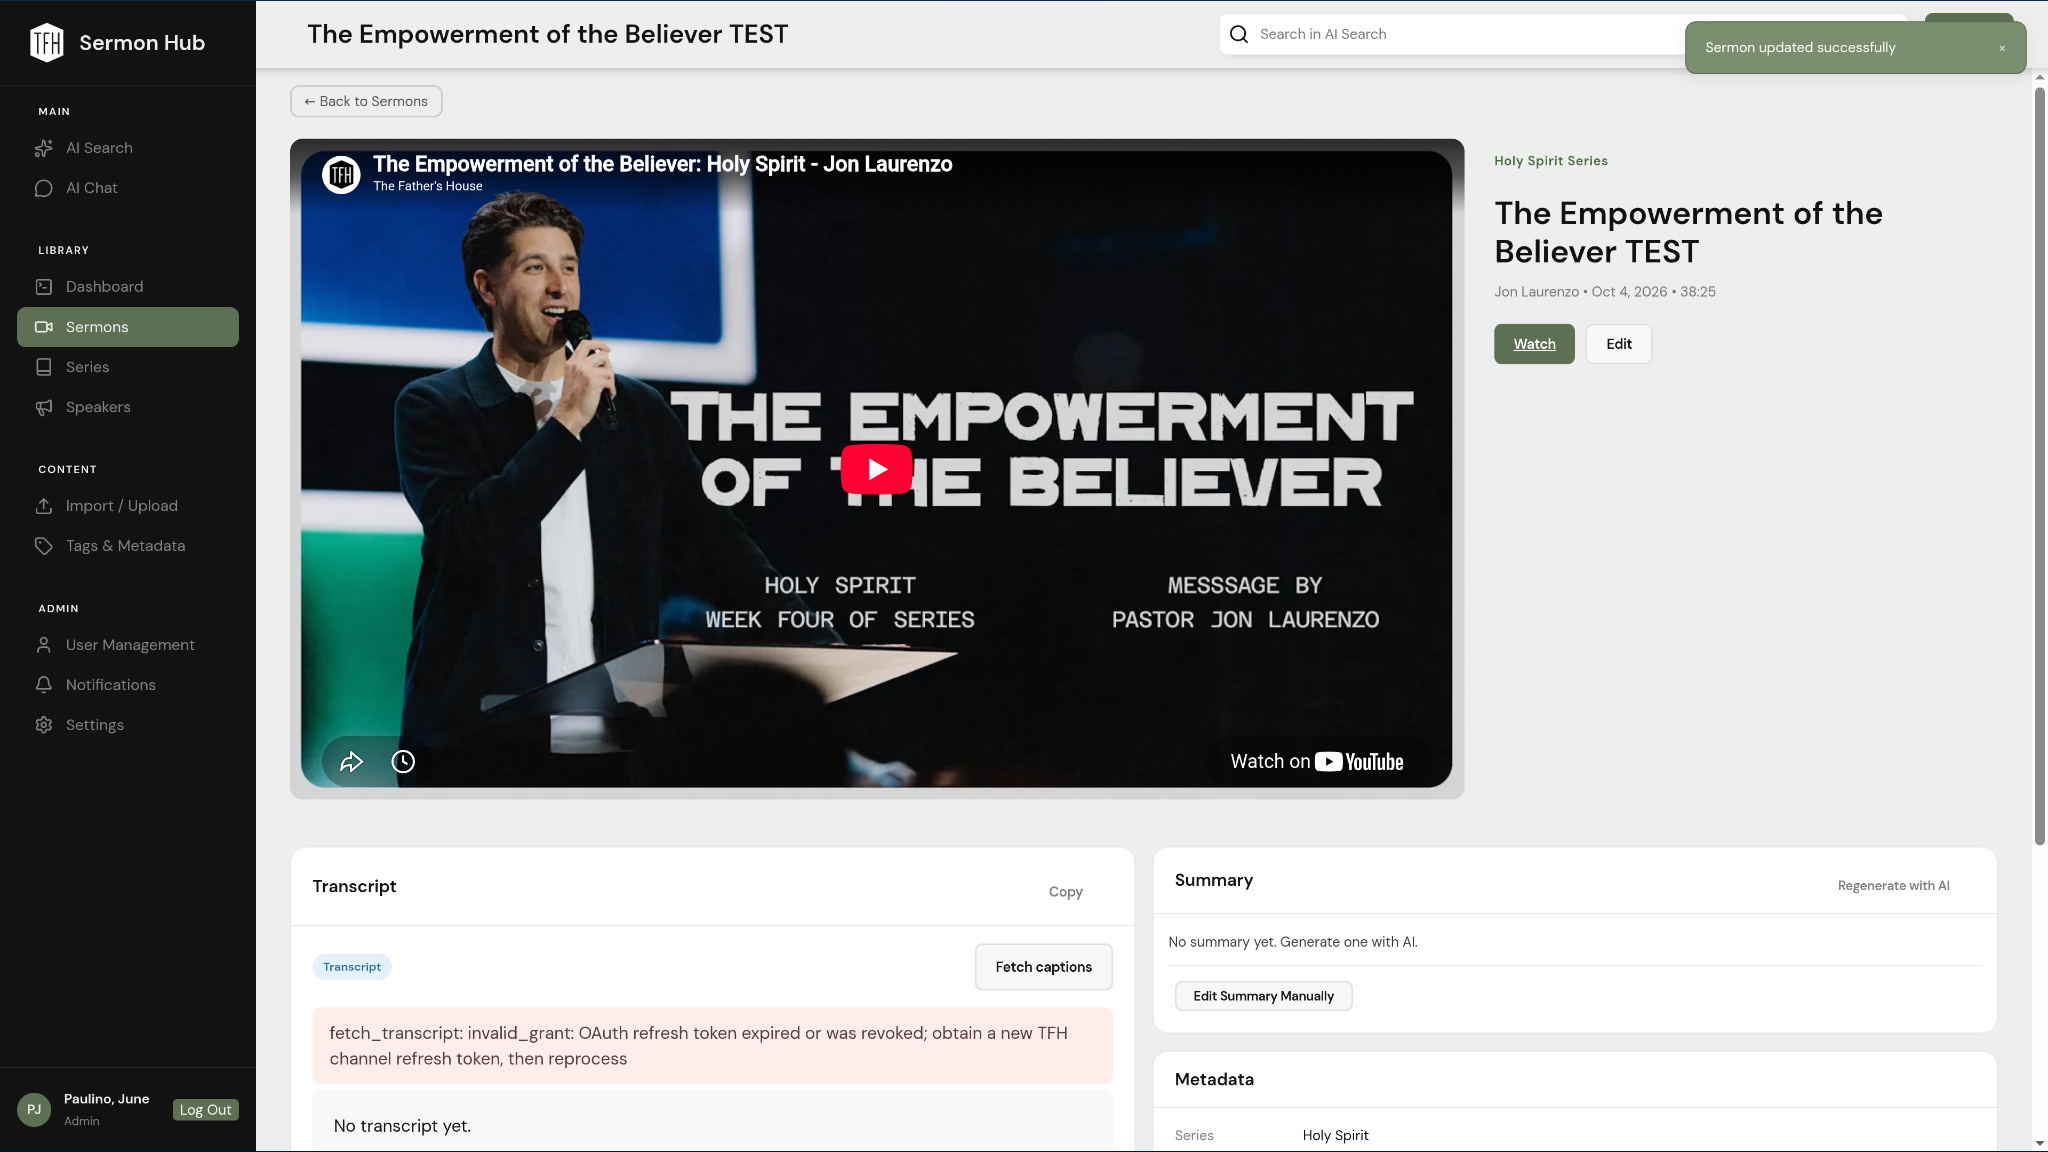 TFH
Sermon Hub
MAIN
AI Search
AI Chat
LIBRARY
Dashboard
Sermons
Series
Speakers
CONTENT
Import / Upload
Tags & Metadata
ADMIN
User Management
Notifications
Settings
PJ
Paulino, June
Admin
Log Out
The Empowerment of the Believer TEST
Search in AI Search
Sermon updated successfully
×
← Back to Sermons
TFH
The Empowerment of the Believer: Holy Spirit - Jon Laurenzo
The Father's House
THE EMPOWERMENT
OF THE BELIEVER
HOLY SPIRIT
WEEK FOUR OF SERIES
MESSSAGE BY
PASTOR JON LAURENZO
Watch on YouTube
Holy Spirit Series
The Empowerment of the
Believer TEST
Jon Laurenzo • Oct 4, 2026 • 38:25
Watch
Edit
Transcript
Copy
Transcript
Fetch captions
fetch_transcript: invalid_grant: OAuth refresh token expired or was revoked; obtain a new TFH
channel refresh token, then reprocess
No transcript yet.
Summary
Regenerate with AI
No summary yet. Generate one with AI.
Edit Summary Manually
Metadata
Series
Holy Spirit